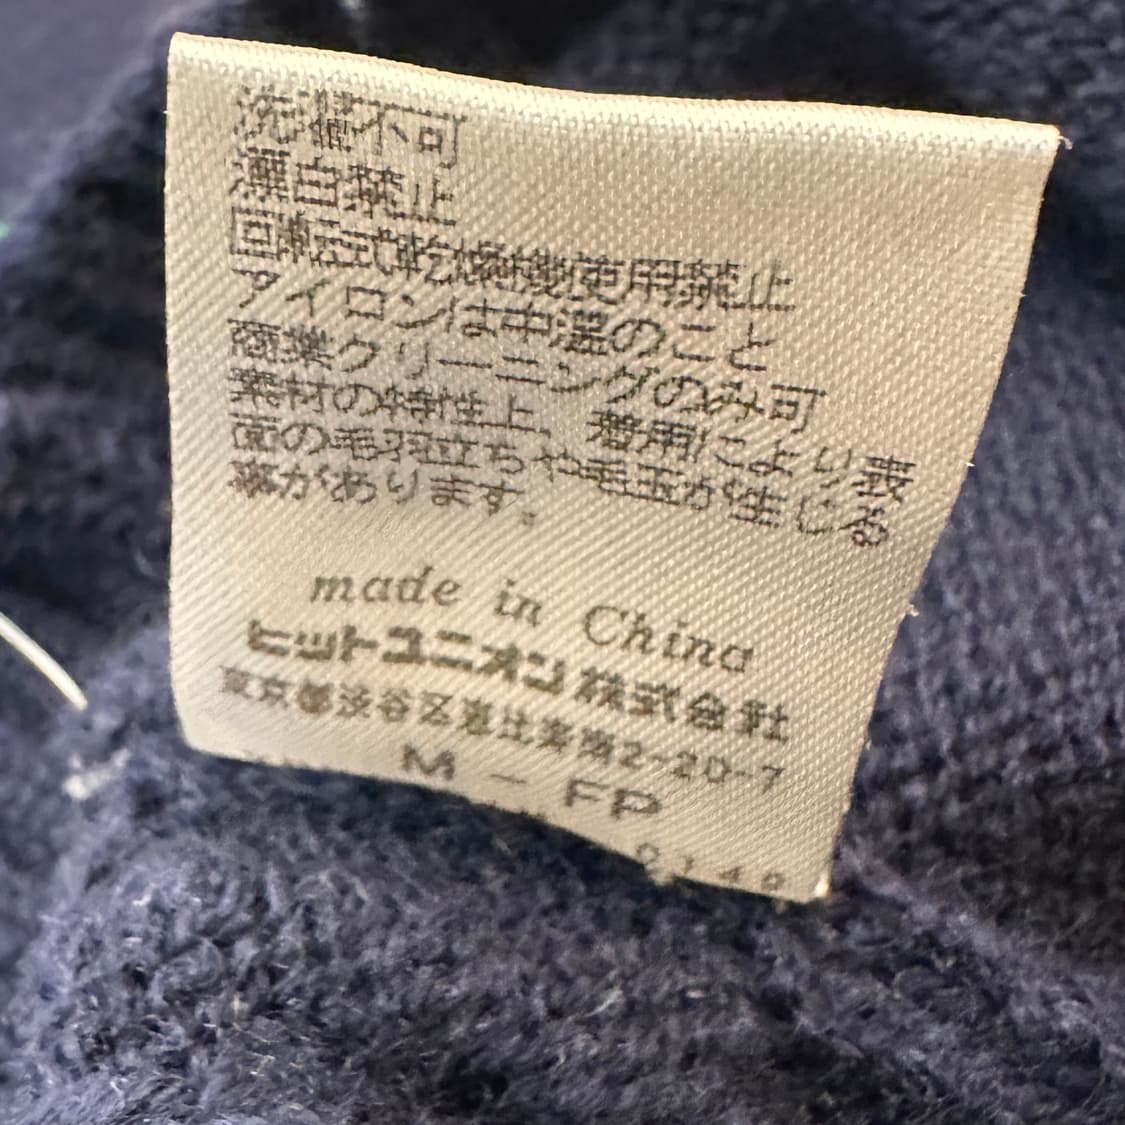 洗濯不可
漂白禁止
回転式乾燥機使用禁止
アイロンは中温のこと
商業クリーニングのみ可
素材の特性上、着用により表
面の毛羽立ちや毛玉が生じる
事があります。
made in China
ヒットユニオン株式会社
東京都渋谷区恵比寿南2-20-7
M - FP